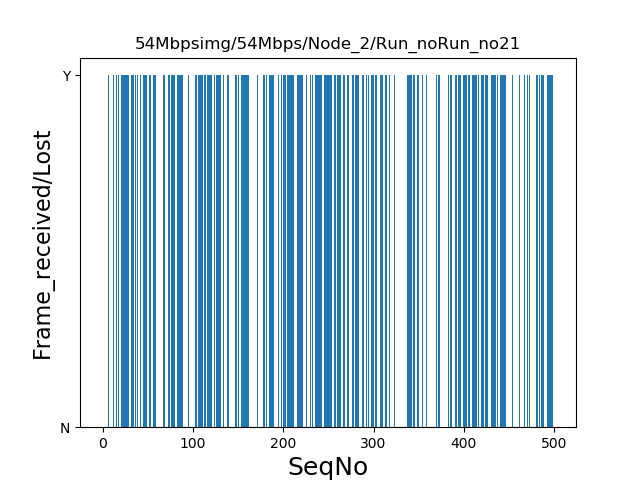 54Mbpsimg/54Mbps/Node_2/Run_noRun_no21
Y
Frame_received/Lost
N
0 100 200 300 400 500
SeqNo